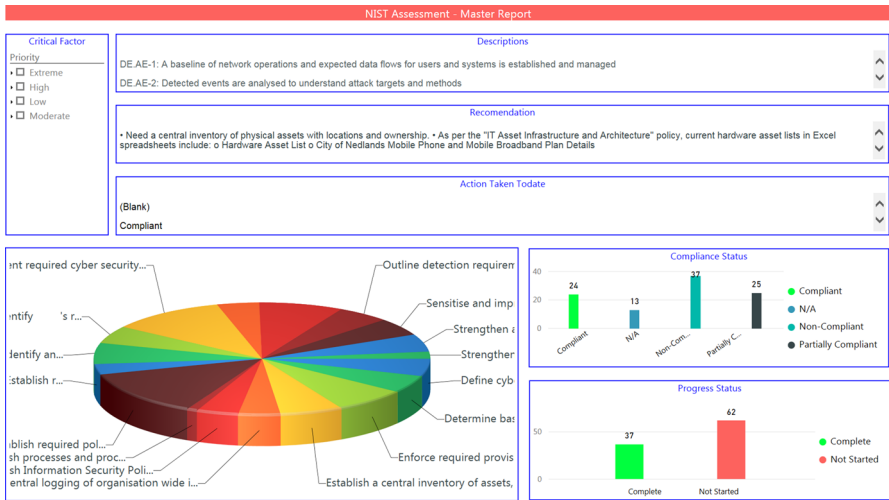 NIST Assessment - Master Report
Critical Factor
Priority
Extreme
High
Low
Moderate
Descriptions
DE.AE-1: A baseline of network operations and expected data flows for users and systems is established and managed
DE.AE-2: Detected events are analysed to understand attack targets and methods
Recomendation
• Need a central inventory of physical assets with locations and ownership. • As per the "IT Asset Infrastructure and Architecture" policy, current hardware asset lists in Excel
spreadsheets include: o Hardware Asset List o City of Nedlands Mobile Phone and Mobile Broadband Plan Details
Action Taken Todate
(Blank)
Compliant
ent required cyber security...
entify 's r...
dentify an...
Establish r...
ablish required pol...
sh processes and proc...
sh Information Security Poli...
entral logging of organisation wide i...
Outline detection requirem
Sensitise and imp
Strengthen a
Strengthen
Define cyb
Determine bas
Enforce required provis
Establish a central inventory of assets,
Compliance Status
40
20
0
24
13
37
25
Compliant
N/A
Non-Com...
Partially C...
Compliant
N/A
Non-Compliant
Partially Compliant
Progress Status
50
0
37
62
Complete
Not Started
Complete
Not Started